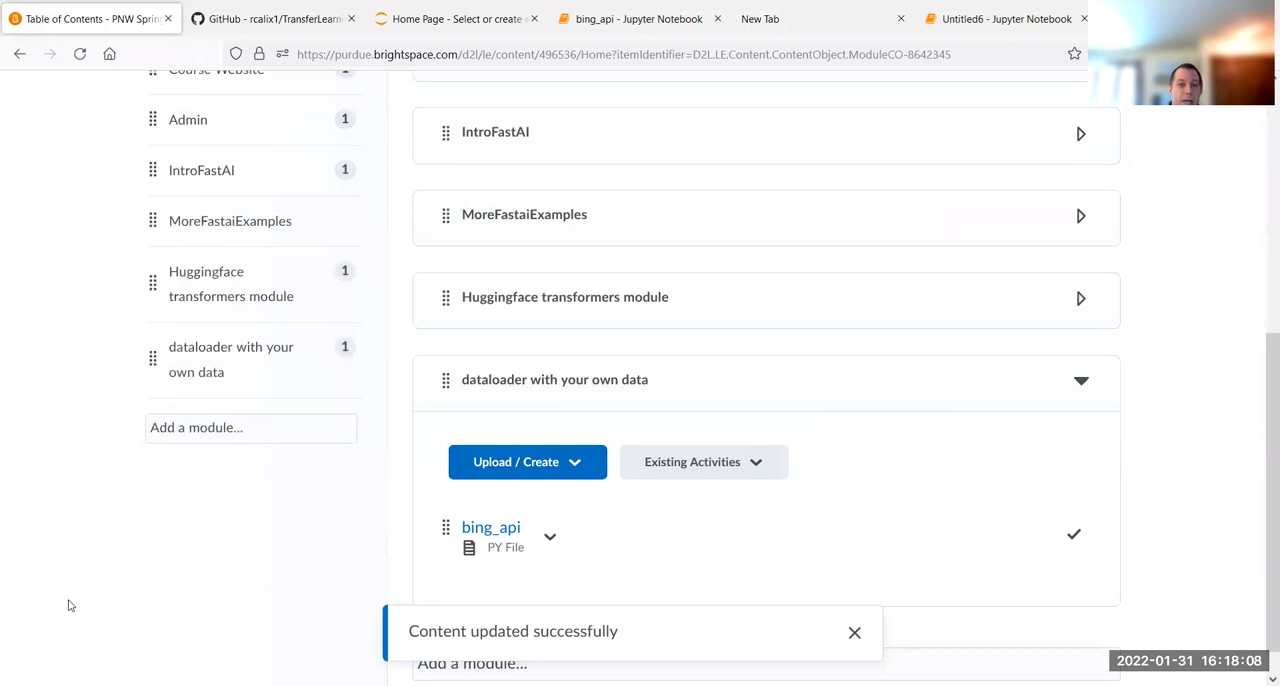 Table of Contents - PNW Sprin
GitHub - rcalix1/TransferLearni
Home Page - Select or create a
bing_api - Jupyter Notebook
New Tab
Untitled6 - Jupyter Notebook
https://purdue.brightspace.com/d2l/le/content/496536/Home?itemIdentifier=D2L.LE.Content.ContentObject.ModuleCO-8642345
Course Website 1
Admin 1
IntroFastAI 1
MoreFastaiExamples
Huggingface 1
transformers module
dataloader with your 1
own data
Add a module...
IntroFastAI
MoreFastaiExamples
Huggingface transformers module
dataloader with your own data
Upload / Create
Existing Activities
bing_api
PY File
Content updated successfully
Add a module...
2022-01-31 16:18:08